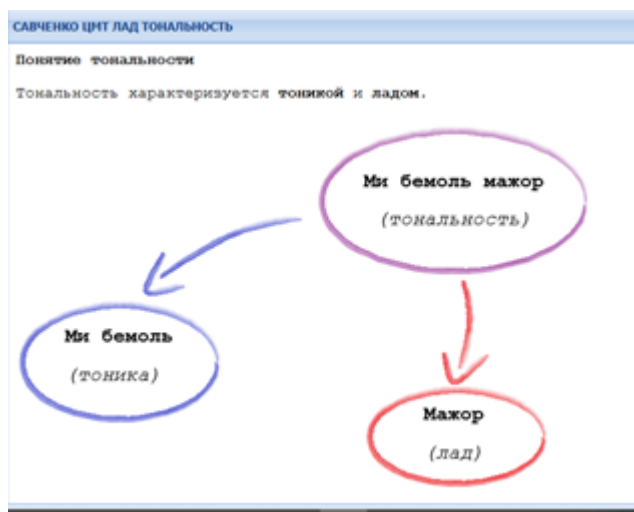 САВЧЕНКО ЦМТ ЛАД ТОНАЛЬНОСТЬ
Понятие тональности
Тональность характеризуется тоникой и ладом.
Ми бемоль мажор
(тональность)
Ми бемоль
(тоника)
Мажор
(лад)